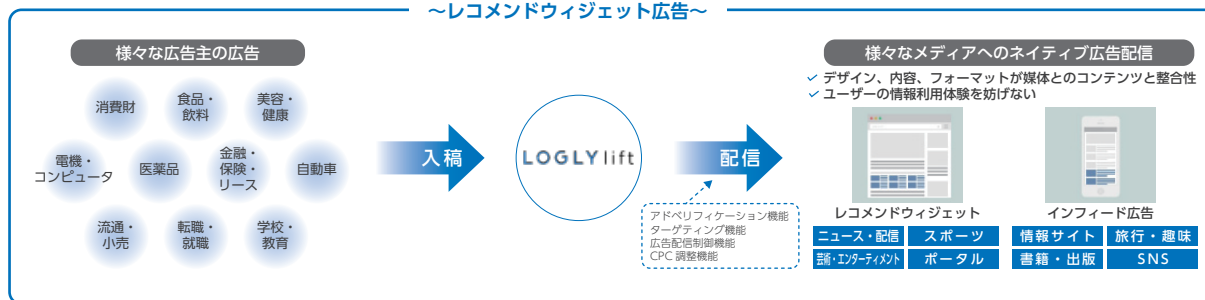 ～レコメンドウィジェット広告～
様々な広告主の広告
消費財
食品・
飲料
美容・
健康
電機・
コンピュータ
医薬品
金融・
保険・
リース
自動車
流通・
小売
転職・
就職
学校・
教育
入稿
LOGLYlift
配信
アドベリフィケーション機能
ターゲティング機能
広告配信制御機能
CPC 調整機能
様々なメディアへのネイティブ広告配信
✓ デザイン、内容、フォーマットが媒体とのコンテンツと整合性
✓ ユーザーの情報利用体験を妨げない
レコメンドウィジェット
ニュース・配信
スポーツ
芸術・エンターティメント
ポータル
インフィード広告
情報サイト
旅行・趣味
書籍・出版
SNS